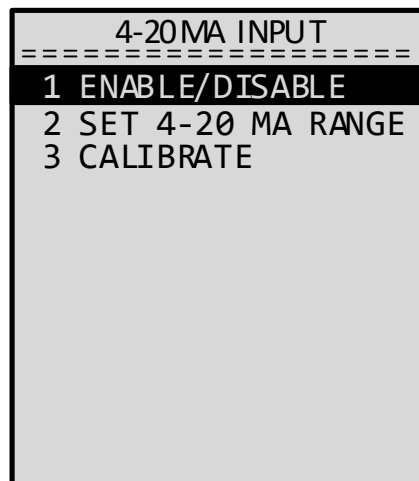 4-20MA INPUT
===================
1 ENABLE/DISABLE
2 SET 4-20 MA RANGE
3 CALIBRATE